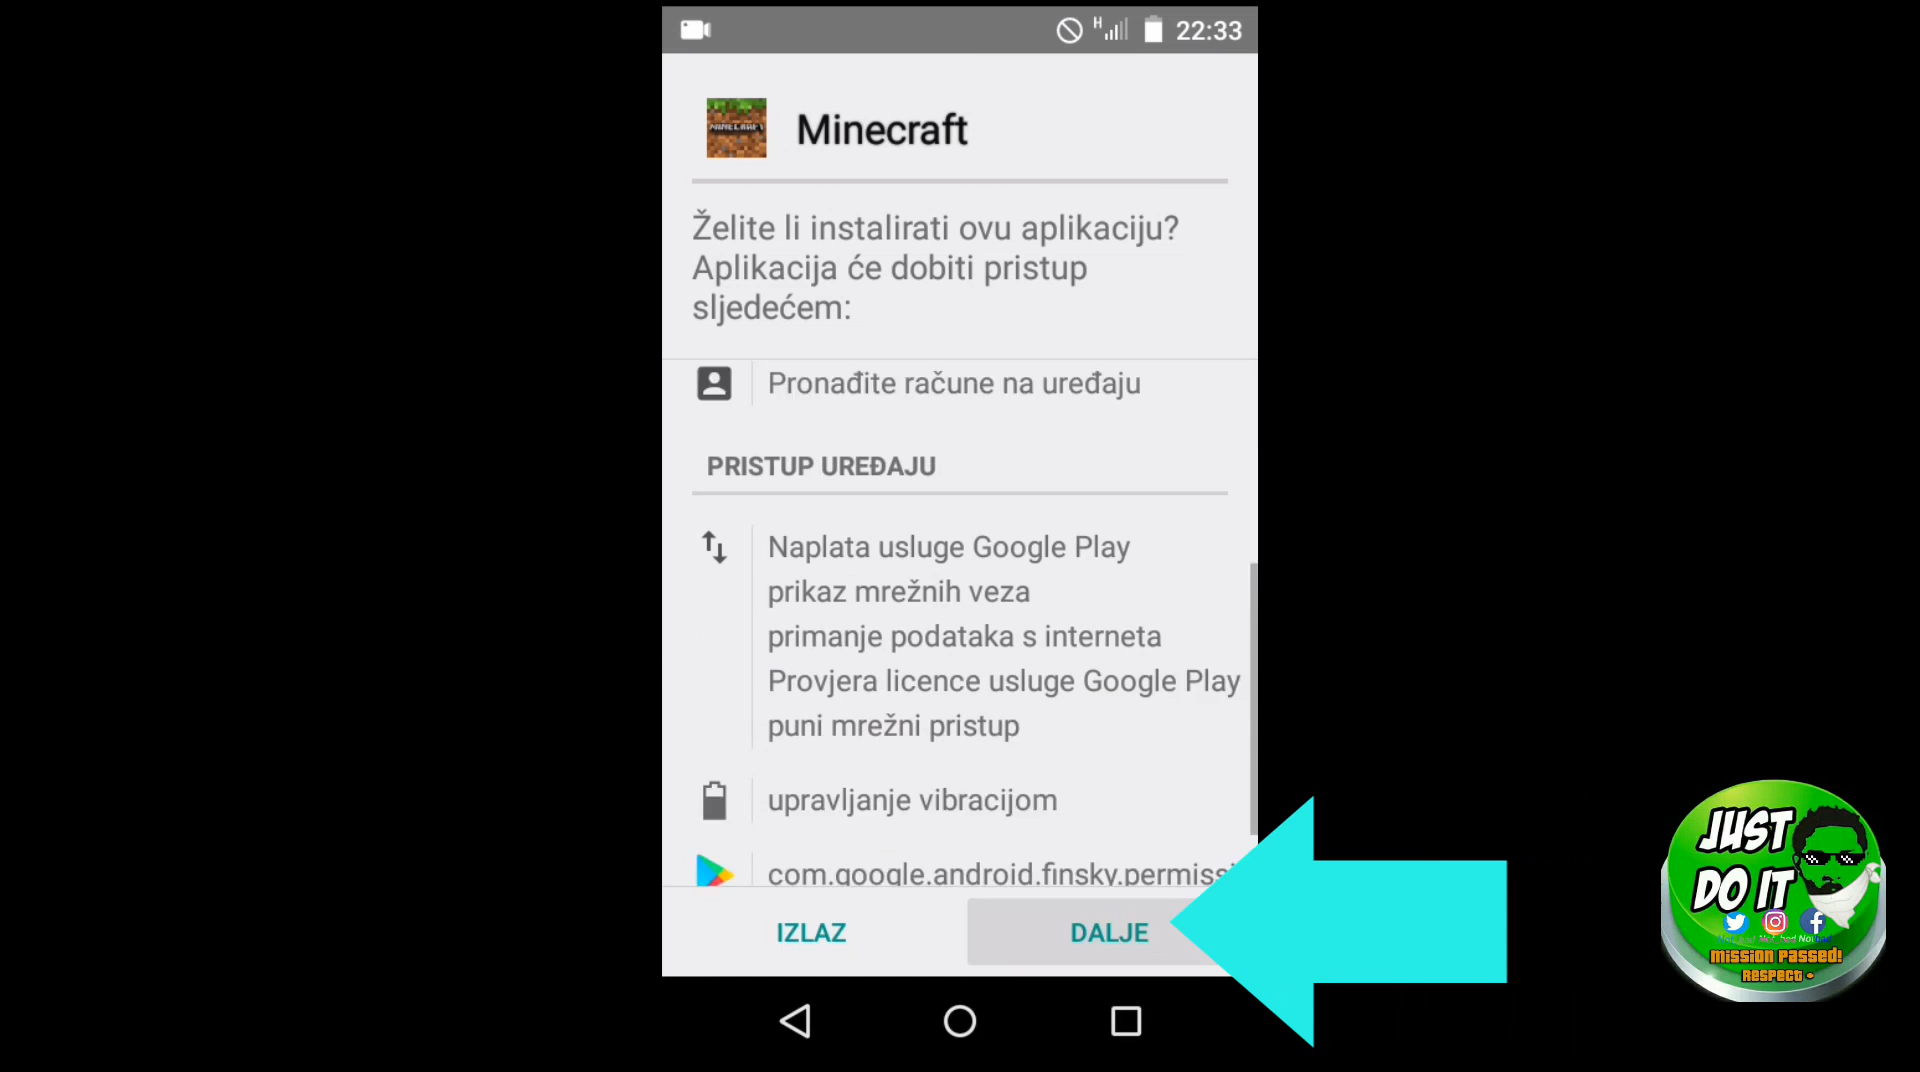 H
22:33
MINECRAFT
Minecraft
Želite li instalirati ovu aplikaciju?
Aplikacija će dobiti pristup
sljedećem:
Pronađite račune na uređaju
PRISTUP UREĐAJU
Naplata usluge Google Play
prikaz mrežnih veza
primanje podataka s interneta
Provjera licence usluge Google Play
puni mrežni pristup
upravljanje vibracijom
com.google.android.finsky.permiss
IZLAZ
DALJE
JUST
DO IT
mission passed!
RESPECT +